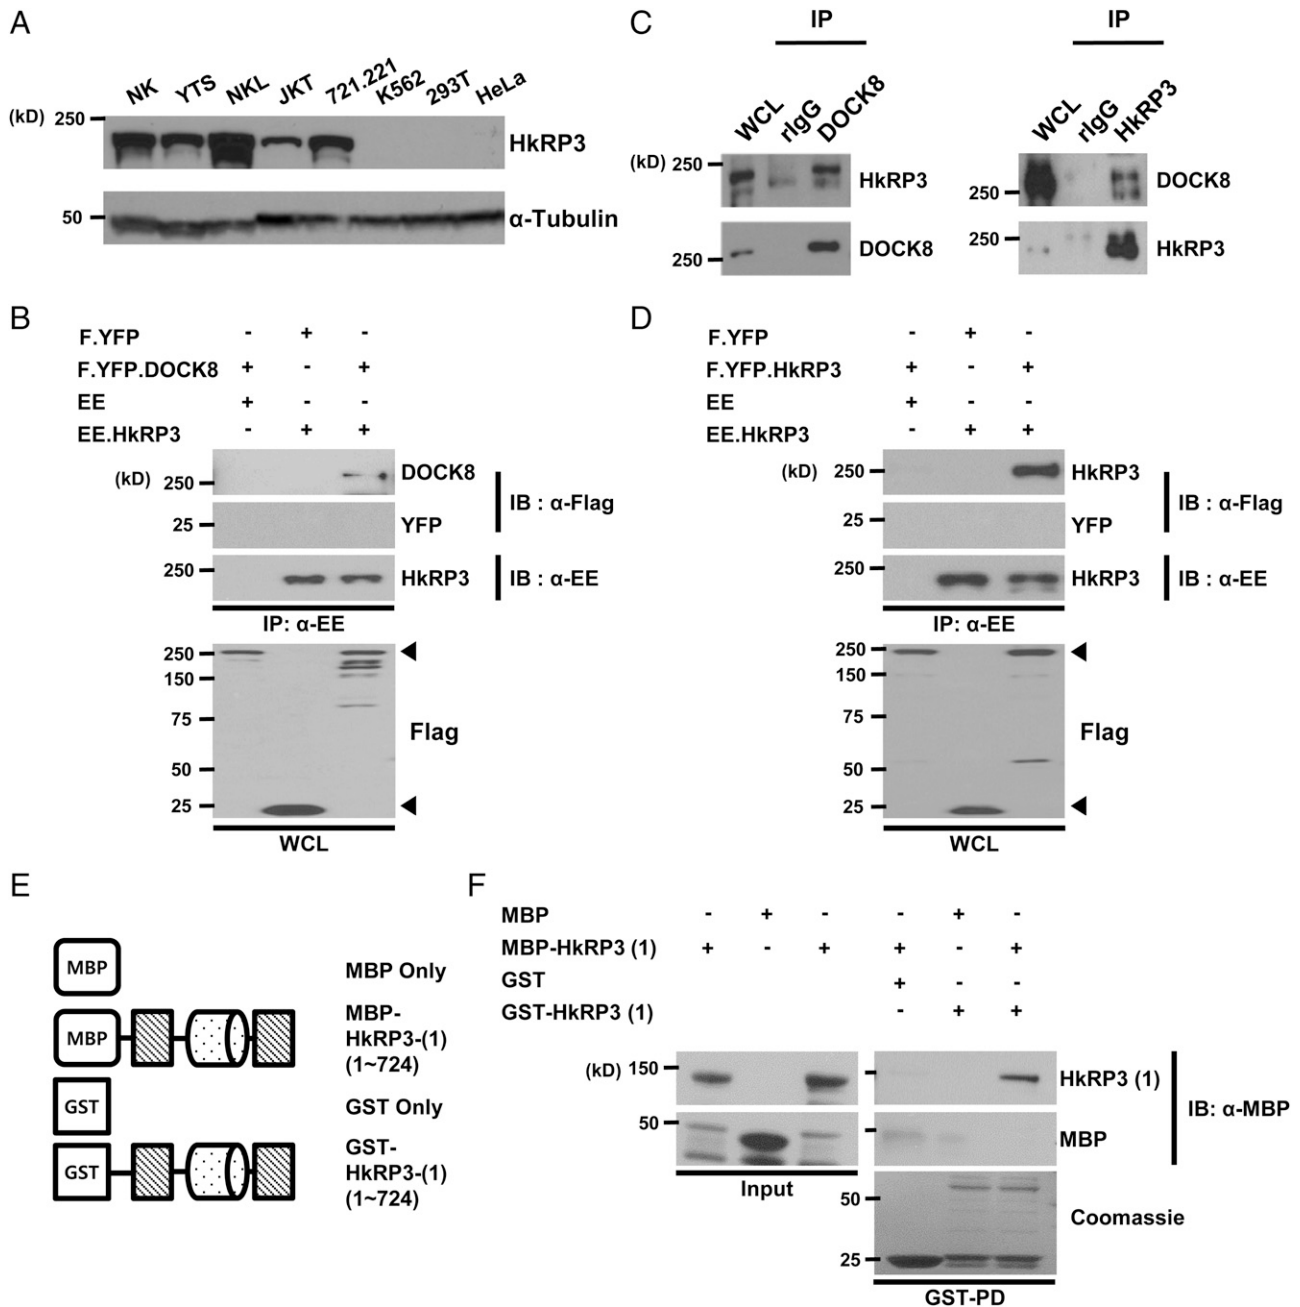 A
NK YTS NKL JKT 721.221 K562 293T HeLa
(kD) 250
HkRP3
50
α-Tubulin
C
IP IP
WCL rIgG DOCK8 WCL rIgG HkRP3
(kD) 250 HkRP3 250 DOCK8
250 DOCK8 250 HkRP3
B
F.YFP - + -
F.YFP.DOCK8 + - +
EE + - -
EE.HkRP3 - + +
(kD) 250 DOCK8
IB : α-Flag
25 YFP
250 HkRP3 IB : α-EE
IP: α-EE
250
150
75
Flag
50
25
WCL
D
F.YFP - + -
F.YFP.HkRP3 + - +
EE + - -
EE.HkRP3 - + +
(kD) 250 HkRP3
IB : α-Flag
25 YFP
250 HkRP3 IB : α-EE
IP: α-EE
250
150
75
Flag
50
25
WCL
E
MBP MBP Only
MBP-
MBP HkRP3-(1)
(1~724)
GST GST Only
GST-
GST HkRP3-(1)
(1~724)
F
MBP - + - - + -
MBP-HkRP3 (1) + - + + - +
GST + - -
GST-HkRP3 (1) - + +
(kD) 150 HkRP3 (1)
IB: α-MBP
50 MBP
Input
50
Coomassie
25
GST-PD